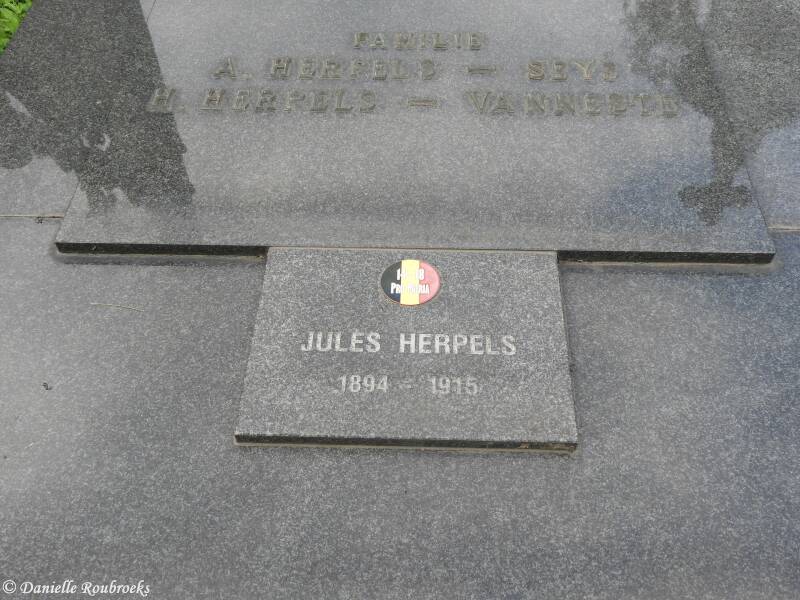 FAMILIE
A. HERPELS — SEYS
H. HERPELS — VANNESTE
14-18
PRO PATRIA
JULES HERPELS
1894 - 1915
© Danielle Roubroeks